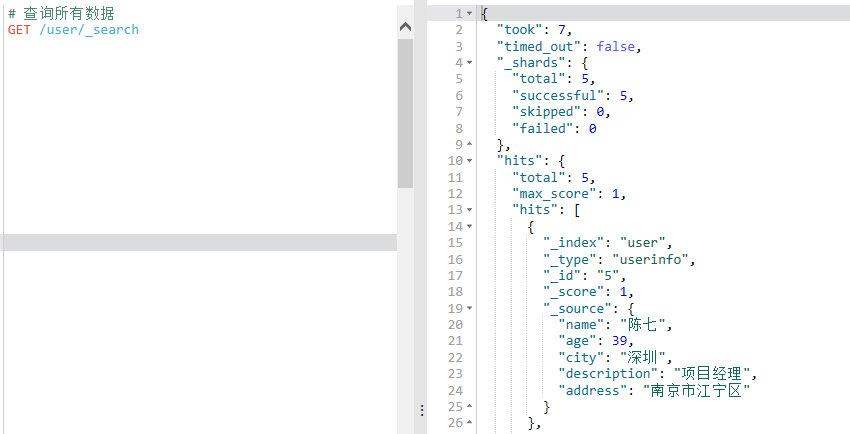 # 查询所有数据
GET /user/_search
1 {
2 "took": 7,
3 "timed_out": false,
4 "_shards": {
5 "total": 5,
6 "successful": 5,
7 "skipped": 0,
8 "failed": 0
9 },
10 "hits": {
11 "total": 5,
12 "max_score": 1,
13 "hits": [
14 {
15 "_index": "user",
16 "_type": "userinfo",
17 "_id": "5",
18 "_score": 1,
19 "_source": {
20 "name": "陈七",
21 "age": 39,
22 "city": "深圳",
23 "description": "项目经理",
24 "address": "南京市江宁区"
25 }
26 },